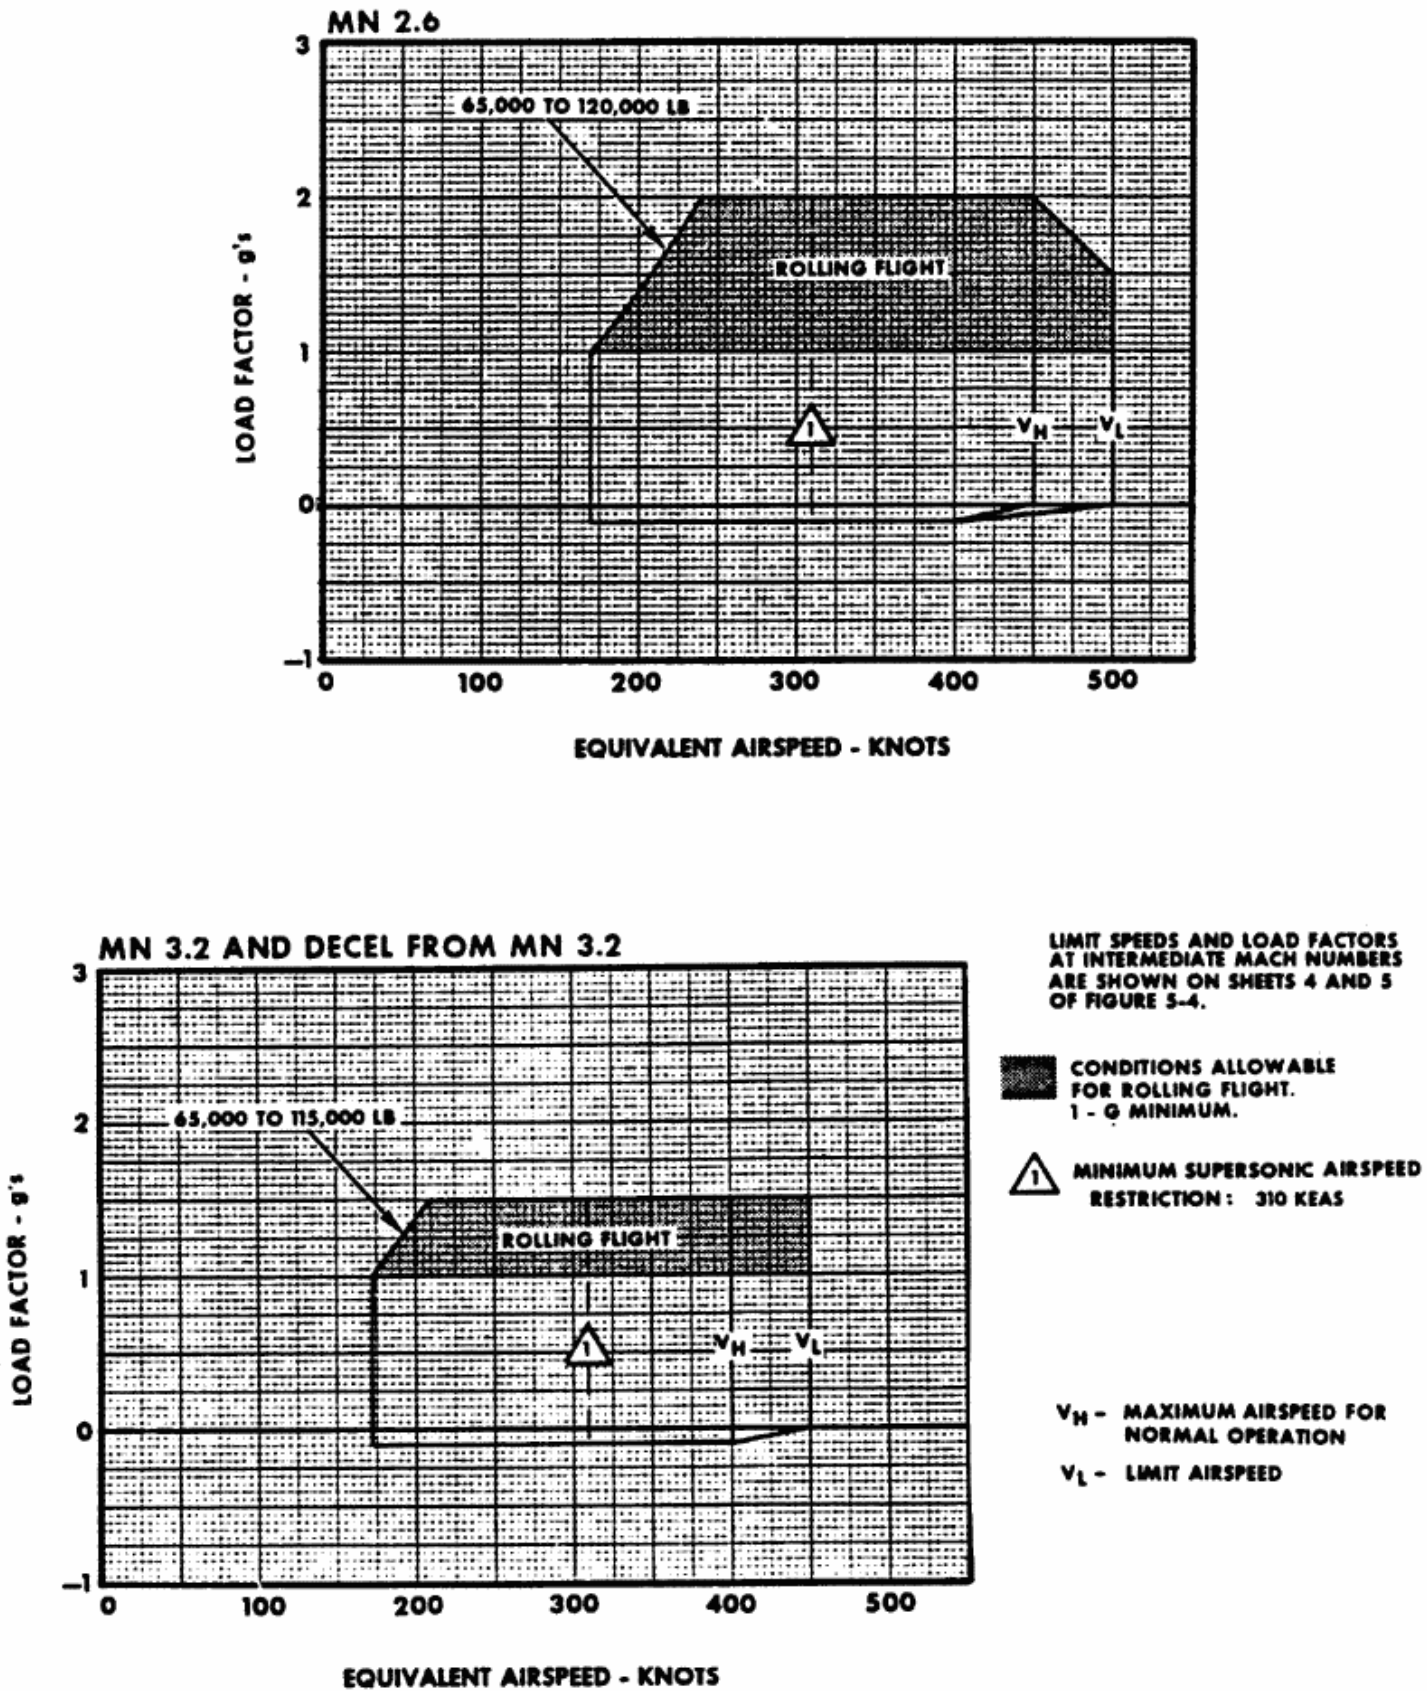 MN 2.6
3
65,000 TO 120,000 LB
2
ROLLING FLIGHT
1
1
VH
VL
0
-1
0 100 200 300 400 500
LOAD FACTOR - g's
EQUIVALENT AIRSPEED - KNOTS
MN 3.2 AND DECEL FROM MN 3.2
3
65,000 TO 115,000 LB
2
ROLLING FLIGHT
1
1
VH
VL
0
-1
0 100 200 300 400 500
LOAD FACTOR - g's
EQUIVALENT AIRSPEED - KNOTS
LIMIT SPEEDS AND LOAD FACTORS
AT INTERMEDIATE MACH NUMBERS
ARE SHOWN ON SHEETS 4 AND 5
OF FIGURE 5-4.
CONDITIONS ALLOWABLE
FOR ROLLING FLIGHT.
1 - G MINIMUM.
1 MINIMUM SUPERSONIC AIRSPEED
RESTRICTION: 310 KEAS
VH - MAXIMUM AIRSPEED FOR
NORMAL OPERATION
VL - LIMIT AIRSPEED